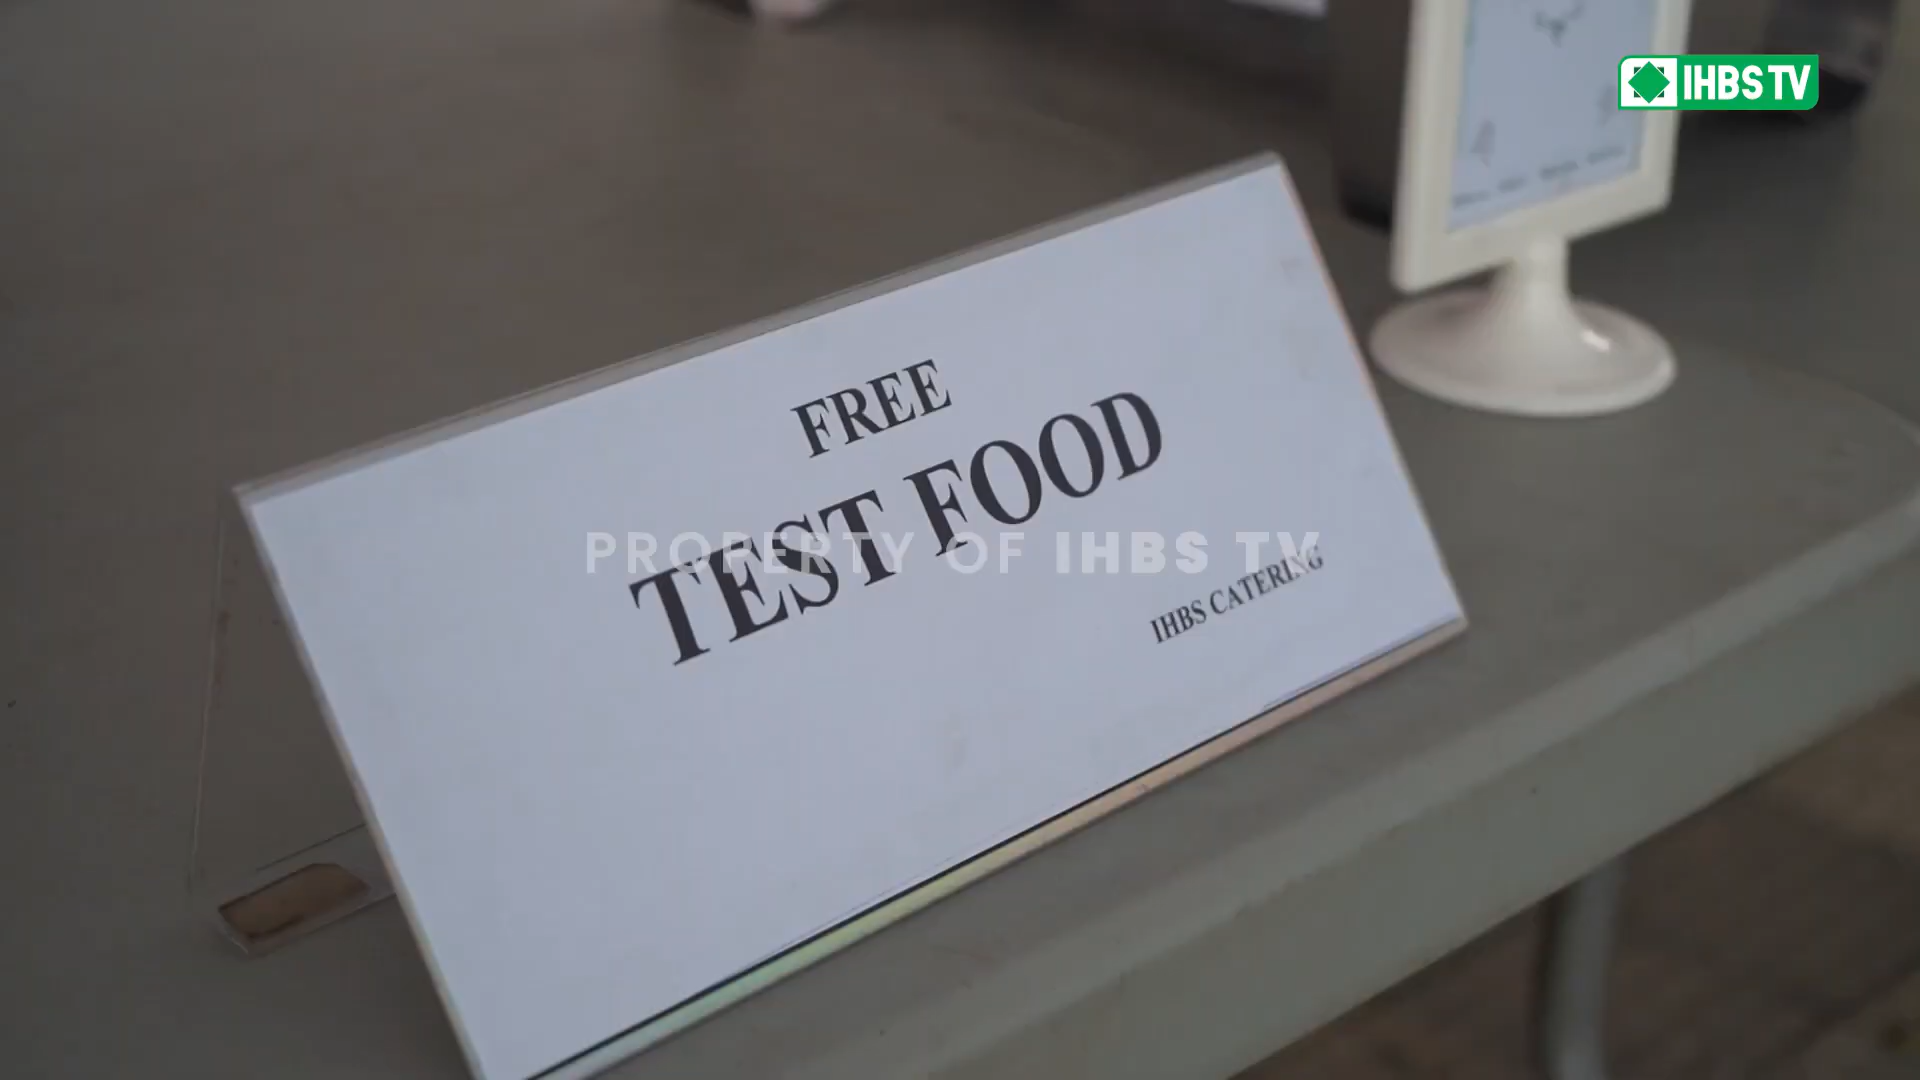 IHBS TV
FREE
TEST FOOD
PROPERTY OF IHBS TV
IHBS CATERING